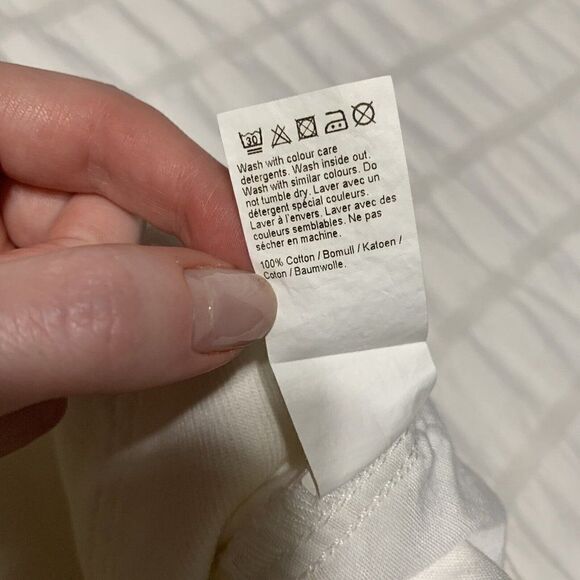 30
Wash with colour care
detergents. Wash inside out.
Wash with similar colours. Do
not tumble dry. Laver avec un
détergent spécial couleurs.
Laver à l'envers. Laver avec des
couleurs semblables. Ne pas
sécher en machine.
100% Cotton / Bomull / Katoen /
Coton / Baumwolle.